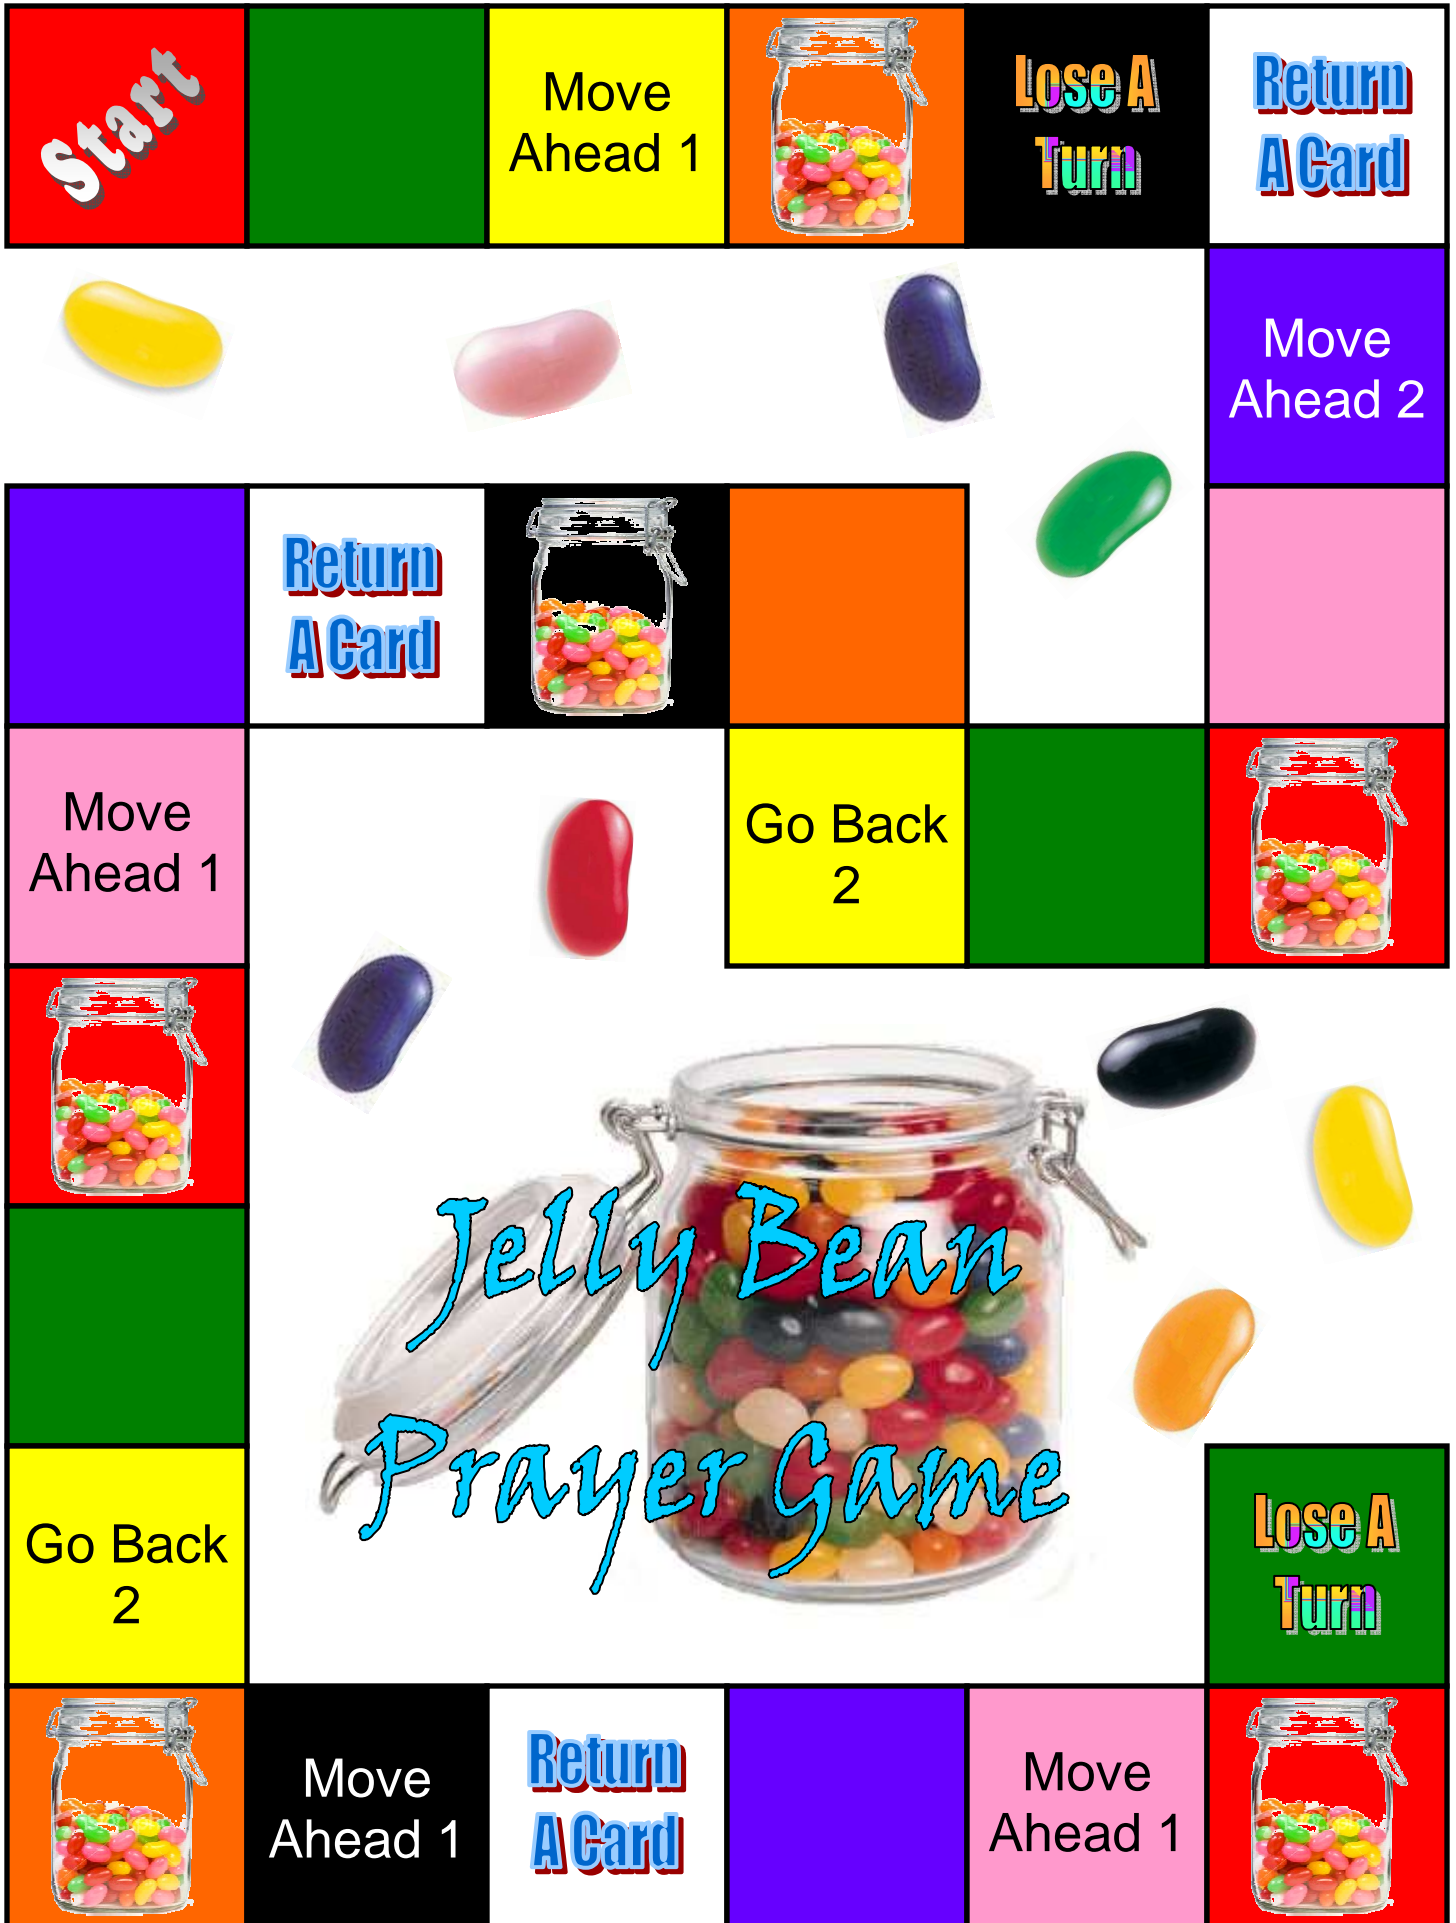 Start
Move
Ahead 1
Lose A
Turn
Return
A Card
Move
Ahead 2
Return
A Card
Move
Ahead 1
Go Back
2
Jelly Bean
Prayer Game
Go Back
2
Lose A
Turn
Move
Ahead 1
Return
A Card
Move
Ahead 1